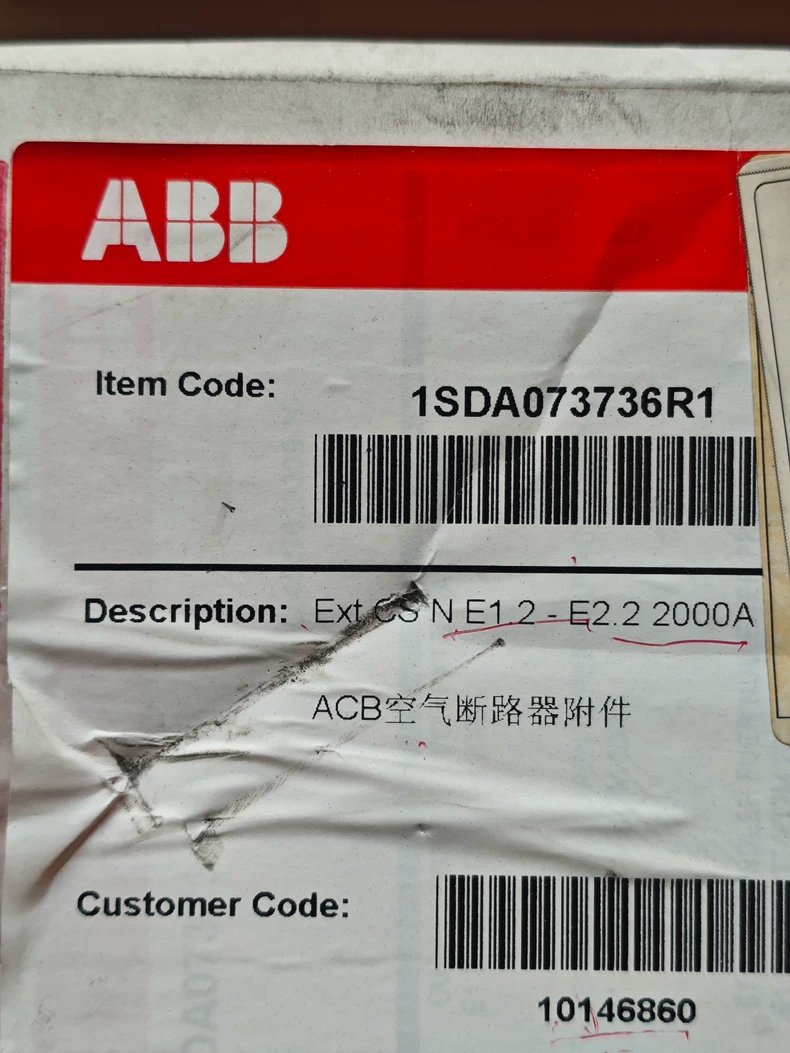 ABB
Item Code: 1SDA073736R1
Description: Ext CS N E1.2 - E2.2 2000A
ACB空气断路器附件
Customer Code:
10146860